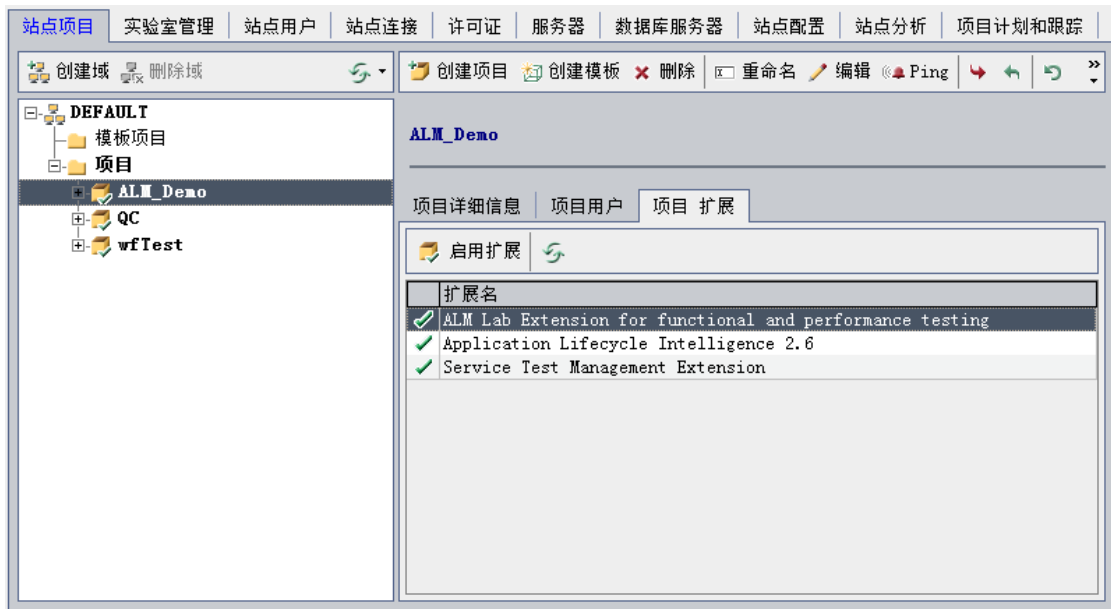 站点项目 实验室管理 站点用户 站点连接 许可证 服务器 数据库服务器 站点配置 站点分析 项目计划和跟踪
创建域 删除域 创建项目 创建模板 删除 重命名 编辑 Ping
DEFAULT
模板项目
项目
ALM_Demo
QC
wfTest
ALM_Demo
项目详细信息 项目用户 项目 扩展
启用扩展
扩展名
ALM Lab Extension for functional and performance testing
Application Lifecycle Intelligence 2.6
Service Test Management Extension